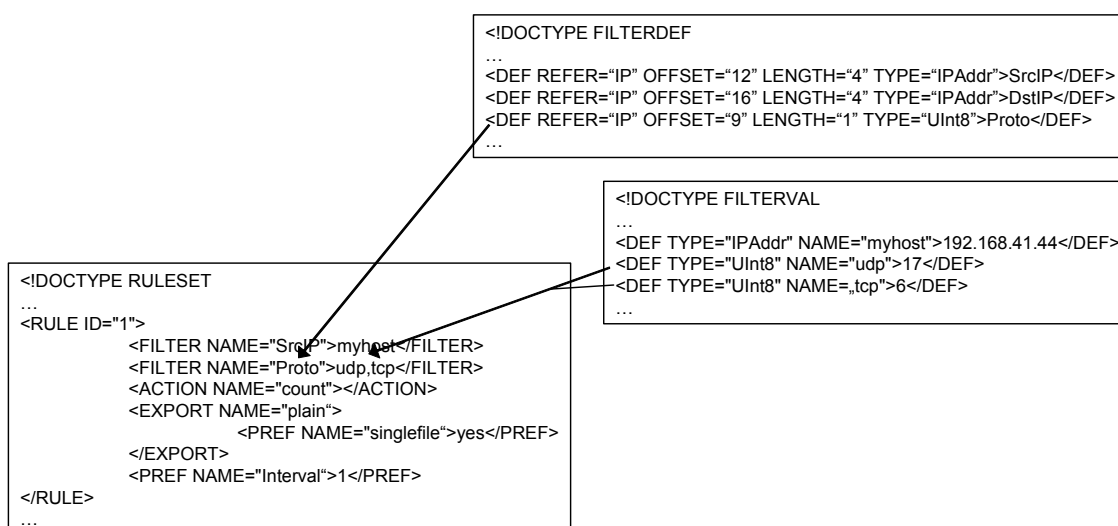 <!DOCTYPE FILTERDEF
…
<DEF REFER=“IP” OFFSET=“12” LENGTH=“4” TYPE=“IPAddr”>SrcIP</DEF>
<DEF REFER=“IP” OFFSET=“16” LENGTH=“4” TYPE=“IPAddr”>DstIP</DEF>
<DEF REFER=“IP” OFFSET=“9” LENGTH=“1” TYPE=“UInt8”>Proto</DEF>
…
<!DOCTYPE FILTERVAL
…
<DEF TYPE="IPAddr" NAME="myhost">192.168.41.44</DEF>
<DEF TYPE="UInt8" NAME="udp">17</DEF>
<DEF TYPE="UInt8" NAME=„tcp">6</DEF>
…
<!DOCTYPE RULESET
…
<RULE ID="1">
<FILTER NAME="SrcIP">myhost</FILTER>
<FILTER NAME="Proto">udp,tcp</FILTER>
<ACTION NAME="count"></ACTION>
<EXPORT NAME="plain“>
<PREF NAME="singlefile“>yes</PREF>
</EXPORT>
<PREF NAME="Interval“>1</PREF>
</RULE>
…